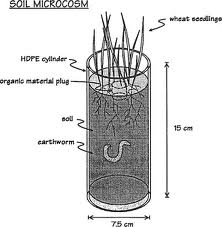 SOIL MICROCOSM
wheat seedlings
HDPE cylinder
organic material plug
soil
15 cm
earthworm
7.5 cm